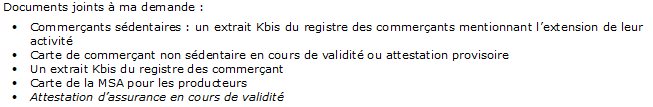 Documents joints à ma demande :
• Commerçants sédentaires : un extrait Kbis du registre des commerçants mentionnant l’extension de leur
activité
• Carte de commerçant non sédentaire en cours de validité ou attestation provisoire
• Un extrait Kbis du registre des commerçant
• Carte de la MSA pour les producteurs
• Attestation d’assurance en cours de validité